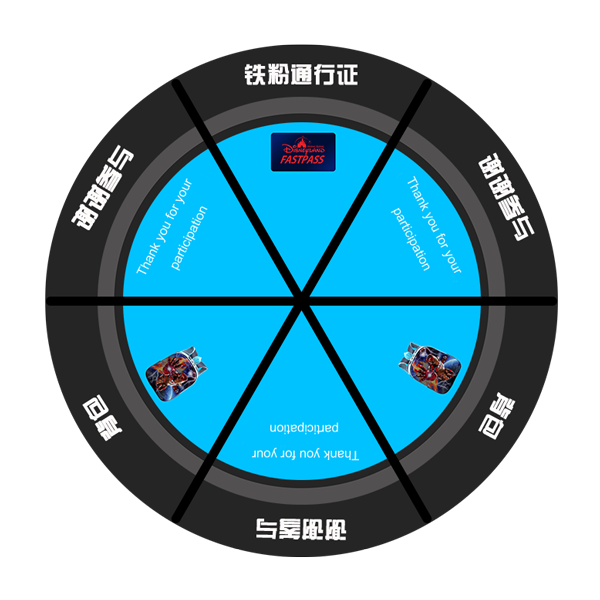 铁粉通行证
DISNEYLAND
FASTPASS
谢谢参与
Thank you for your
participation
背包
谢谢参与
Thank you for your
participation
背包
谢谢参与
Thank you for your
participation